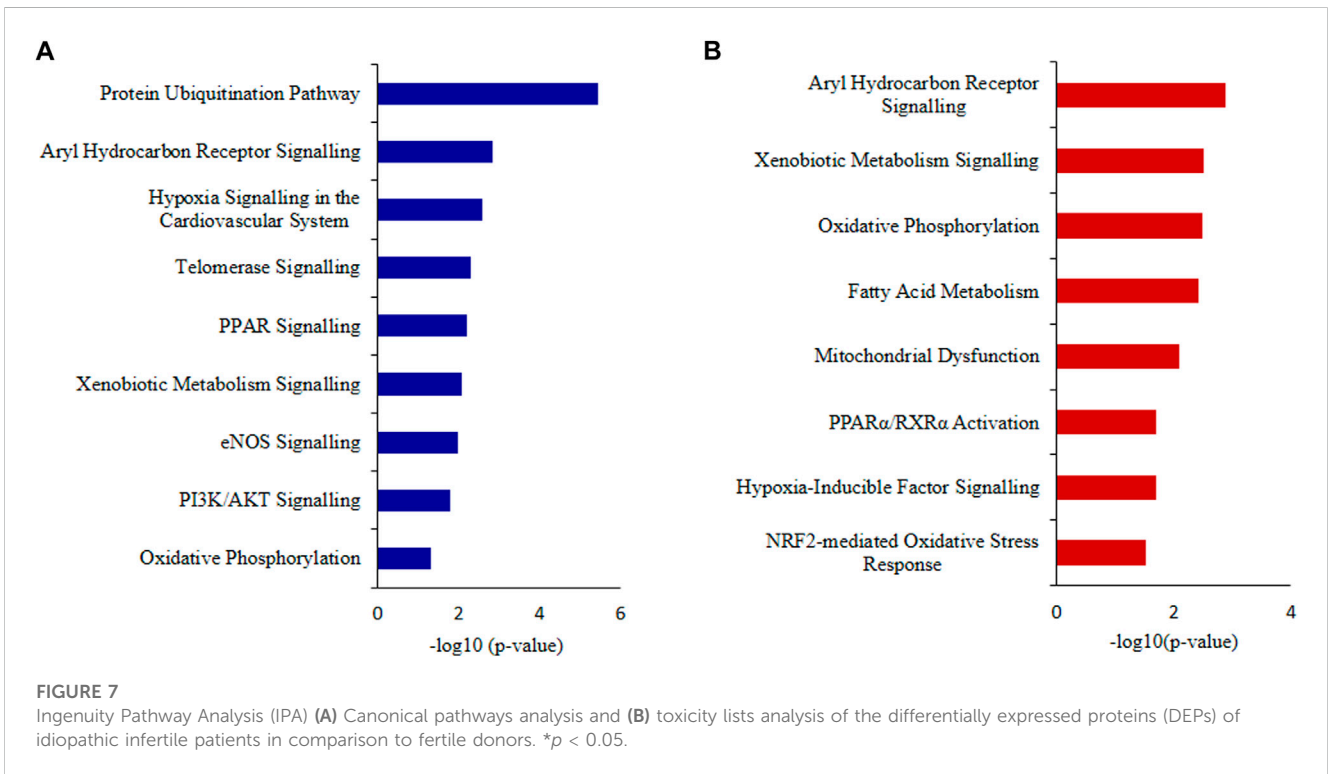 A
Protein Ubiquitination Pathway
Aryl Hydrocarbon Receptor Signalling
Hypoxia Signalling in the
Cardiovascular System
Telomerase Signalling
PPAR Signalling
Xenobiotic Metabolism Signalling
eNOS Signalling
PI3K/AKT Signalling
Oxidative Phosphorylation
0 2 4 6
-log10 (p-value)
B
Aryl Hydrocarbon Receptor
Signalling
Xenobiotic Metabolism Signalling
Oxidative Phosphorylation
Fatty Acid Metabolism
Mitochondrial Dysfunction
PPARα/RXRα Activation
Hypoxia-Inducible Factor Signalling
NRF2-mediated Oxidative Stress
Response
0 2 4
-log10(p-value)
FIGURE 7
Ingenuity Pathway Analysis (IPA) (A) Canonical pathways analysis and (B) toxicity lists analysis of the differentially expressed proteins (DEPs) of
idiopathic infertile patients in comparison to fertile donors. *p < 0.05.